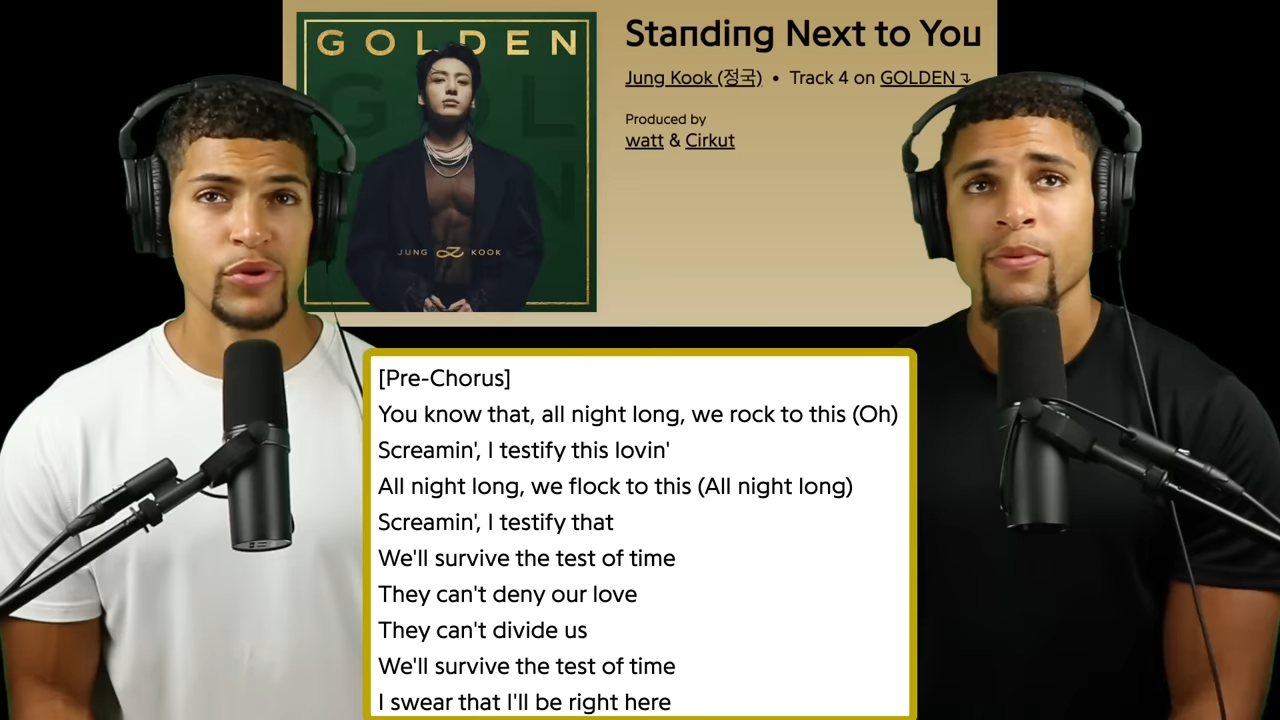 GOLDEN
JUNG KOOK
Standing Next to You
Jung Kook (정국) • Track 4 on GOLDEN ↴
Produced by
watt & Cirkut
[Pre-Chorus]
You know that, all night long, we rock to this (Oh)
Screamin', I testify this lovin'
All night long, we flock to this (All night long)
Screamin', I testify that
We'll survive the test of time
They can't deny our love
They can't divide us
We'll survive the test of time
I swear that I'll be right here